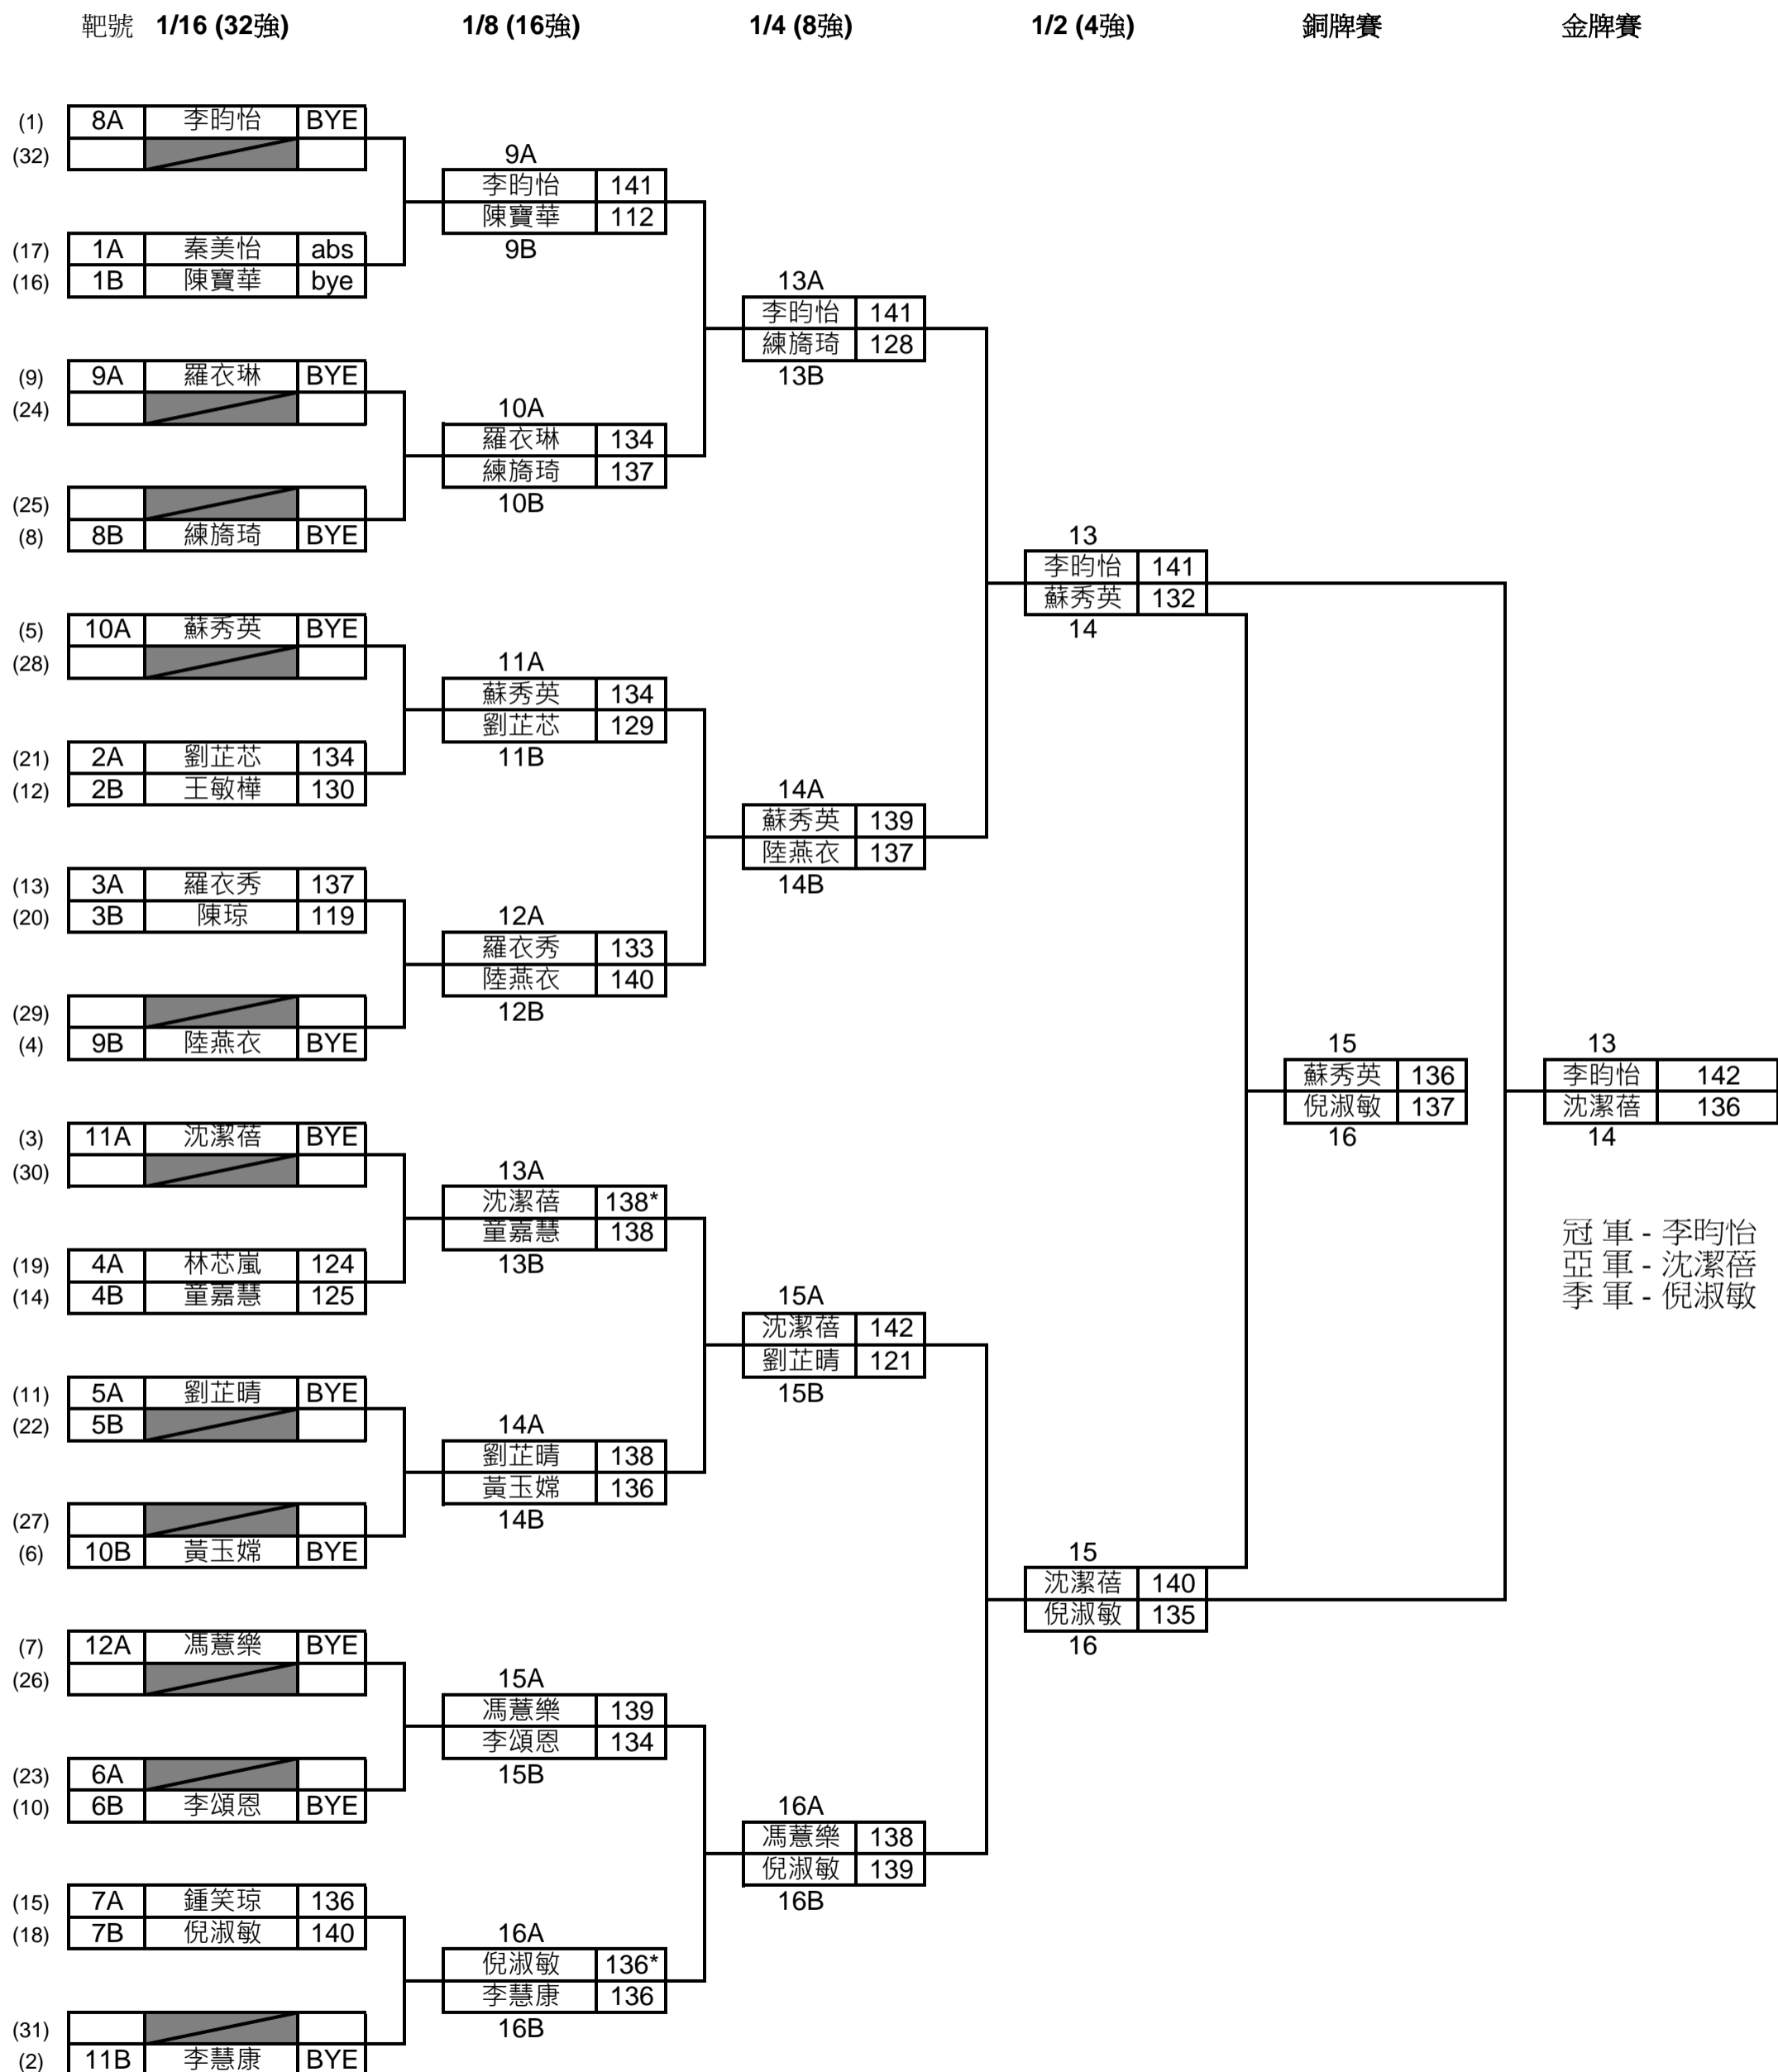 靶號 1/16 (32強) 1/8 (16強) 1/4 (8強) 1/2 (4強) 銅牌賽 金牌賽
(1) 8A 李昀怡 BYE
(32)
9A
李昀怡 141
陳寶華 112
9B
(17) 1A 秦美怡 abs
(16) 1B 陳寶華 bye
13A
李昀怡 141
練旖琦 128
13B
(9) 9A 羅衣琳 BYE
(24)
10A
羅衣琳 134
練旖琦 137
10B
(25)
(8) 8B 練旖琦 BYE
13
李昀怡 141
蘇秀英 132
14
(5) 10A 蘇秀英 BYE
(28)
11A
蘇秀英 134
劉芷芯 129
11B
(21) 2A 劉芷芯 134
(12) 2B 王敏樺 130
14A
蘇秀英 139
陸燕衣 137
14B
(13) 3A 羅衣秀 137
(20) 3B 陳琼 119
12A
羅衣秀 133
陸燕衣 140
12B
(29)
(4) 9B 陸燕衣 BYE
15
蘇秀英 136
倪淑敏 137
16
13
李昀怡 142
沈潔蓓 136
14
(3) 11A 沈潔蓓 BYE
(30)
13A
沈潔蓓 138*
童嘉慧 138
13B
冠 軍 - 李昀怡
亞 軍 - 沈潔蓓
季 軍 - 倪淑敏
(19) 4A 林芯嵐 124
(14) 4B 童嘉慧 125
15A
沈潔蓓 142
劉芷晴 121
15B
(11) 5A 劉芷晴 BYE
(22) 5B
14A
劉芷晴 138
黃玉嫦 136
14B
(27)
(6) 10B 黃玉嫦 BYE
15
沈潔蓓 140
倪淑敏 135
16
(7) 12A 馮薏樂 BYE
(26)
15A
馮薏樂 139
李頌恩 134
15B
(23) 6A
(10) 6B 李頌恩 BYE
16A
馮薏樂 138
倪淑敏 139
16B
(15) 7A 鍾笑琼 136
(18) 7B 倪淑敏 140
16A
倪淑敏 136*
李慧康 136
16B
(31)
(2) 11B 李慧康 BYE